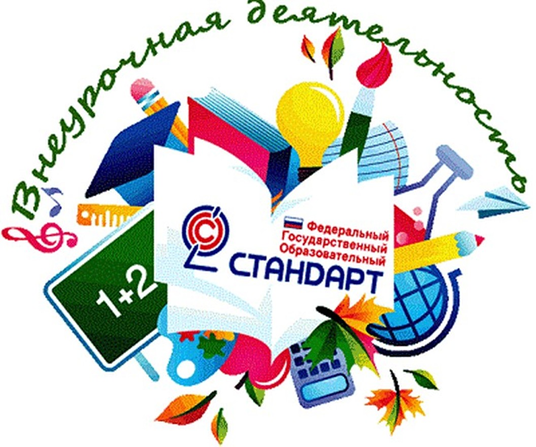 Внеурочная деятельность
Федеральный
Государственный
Образовательный
СТАНДАРТ
1+2